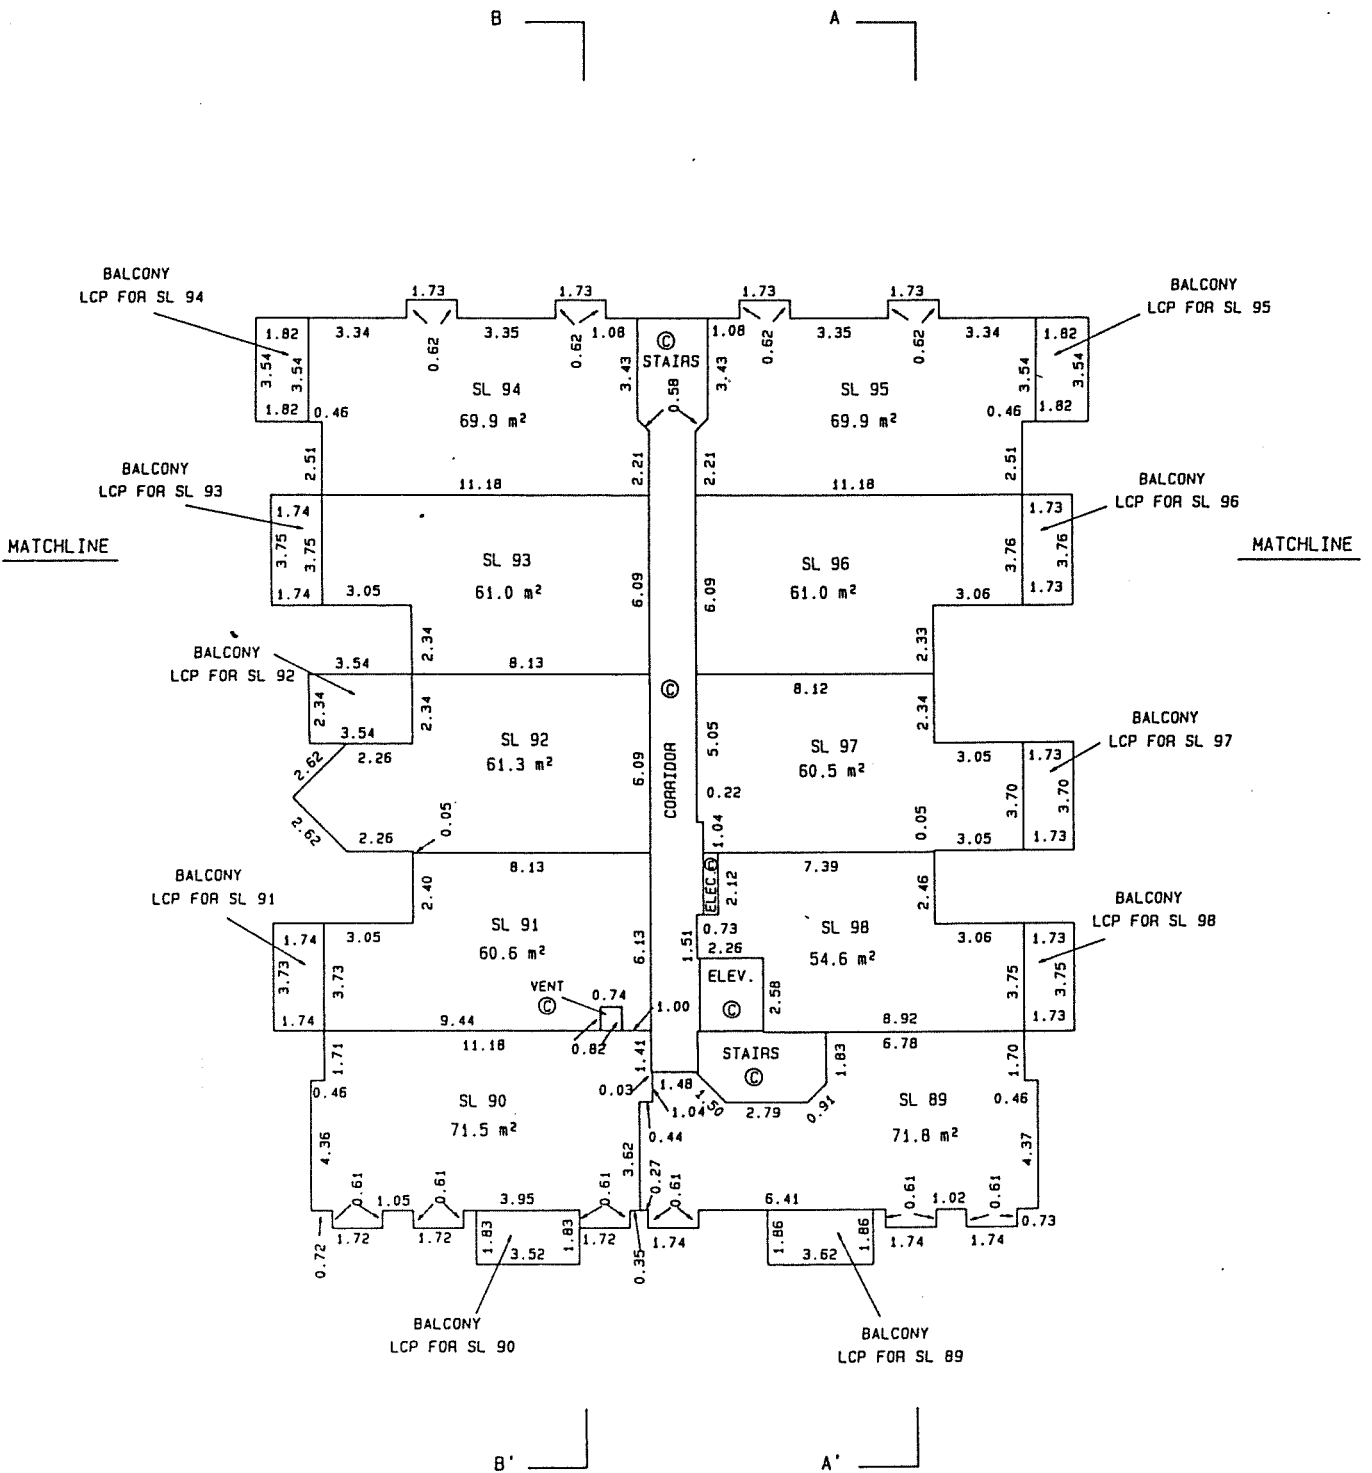 B
A
BALCONY
LCP FOR SL 94
BALCONY
LCP FOR SL 95
1.73
1.73
1.73
1.73
1.82
3.34
3.35
1.08
1.08
3.35
3.34
1.82
0.62
0.62
0.62
0.62
©
STAIRS
3.54
3.54
3.43
3.43
3.54
3.54
0.58
SL 94
69.9 m²
SL 95
69.9 m²
1.82
0.46
0.46
1.82
2.51
2.21
2.21
2.51
BALCONY
LCP FOR SL 93
BALCONY
LCP FOR SL 96
11.18
11.18
1.74
1.73
MATCHLINE
MATCHLINE
3.75
3.75
SL 93
61.0 m²
6.09
6.09
SL 96
61.0 m²
3.76
3.76
1.74
3.05
3.06
1.73
2.34
2.33
BALCONY
LCP FOR SL 92
3.54
8.13
8.12
©
2.34
2.34
2.34
3.54
2.26
BALCONY
LCP FOR SL 97
SL 92
61.3 m²
6.09
CORRIDOR
5.05
SL 97
60.5 m²
3.05
1.73
2.62
2.62
0.22
3.70
3.70
0.05
1.04
0.05
2.26
3.05
1.73
8.13
7.39
BALCONY
LCP FOR SL 91
2.40
ELEC.©
2.12
2.46
BALCONY
LCP FOR SL 98
1.74
3.05
SL 91
60.6 m²
6.13
1.51
0.73
2.26
SL 98
54.6 m²
3.06
1.73
3.73
3.73
VENT
©
0.74
ELEV.
©
2.58
3.75
3.75
1.00
1.74
9.44
8.92
1.73
0.82
11.18
6.78
1.71
1.41
STAIRS
©
1.83
1.70
0.46
0.03
1.48
1.50
0.46
SL 90
71.5 m²
1.04
2.79
0.91
SL 89
71.8 m²
0.44
4.36
3.62
4.37
0.27
0.61
0.61
0.61
0.61
0.61
0.61
1.05
3.95
6.41
1.02
0.73
0.72
1.72
1.72
1.83
1.83
3.52
1.72
0.35
1.74
1.86
1.86
3.62
1.74
1.74
BALCONY
LCP FOR SL 90
BALCONY
LCP FOR SL 89
B'
A'